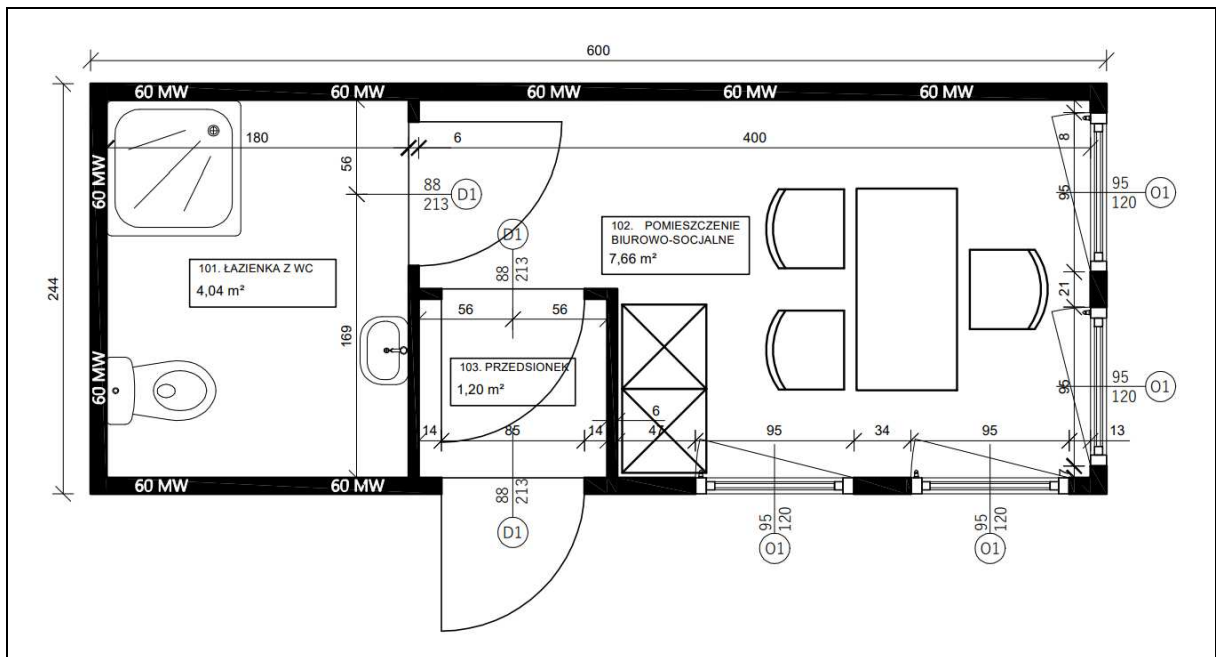 600
60 MW
60 MW
60 MW
60 MW
60 MW
180
6
400
8
56
60 MW
88
213
D1
95
95
120
O1
D1
102. POMIESZCZENIE
BIUROWO-SOCJALNE
7,66 m²
88
213
101. ŁAZIENKA Z WC
4,04 m²
244
21
56
56
169
103. PRZEDSIONEK
1,20 m²
60 MW
95
95
120
O1
6
14
85
14
47
95
34
95
13
7
60 MW
60 MW
88
213
D1
95
120
O1
95
120
O1